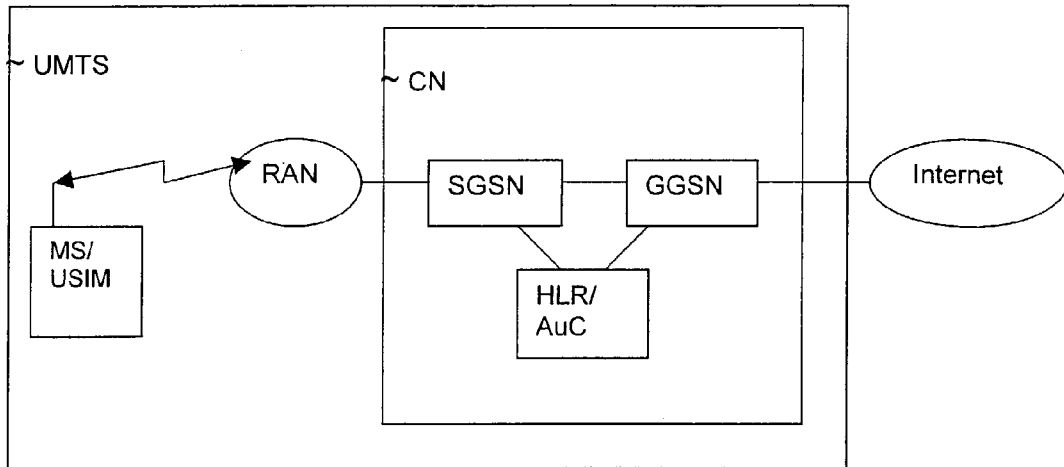 ~ UMTS
~ CN
RAN
SGSN
GGSN
Internet
MS/
USIM
HLR/
AuC